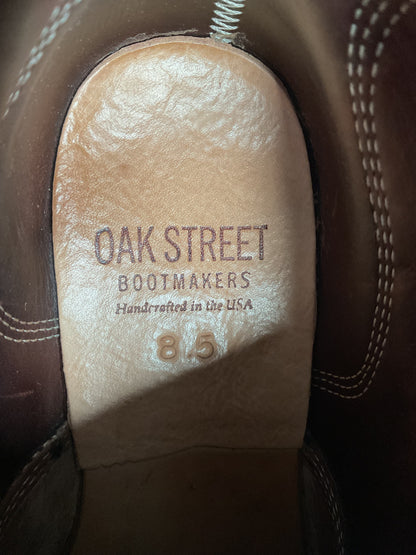 OAK STREET
BOOTMAKERS
Handcrafted in the USA
8.5